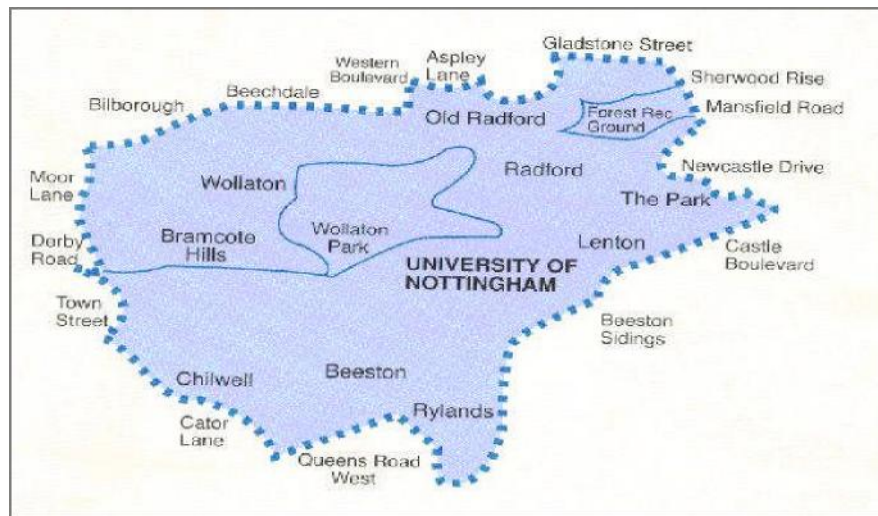 Gladstone Street
Western
Boulevard
Aspley
Lane
Sherwood Rise
Beechdale
Bilborough
Mansfield Road
Forest Rec
Ground
Old Radford
Radford
Newcastle Drive
Moor
Lane
Wollaton
The Park
Derby
Road
Bramcote
Hills
Wollaton
Park
Lenton
Castle
Boulevard
UNIVERSITY OF
NOTTINGHAM
Town
Street
Beeston
Sidings
Chilwell
Beeston
Rylands
Cator
Lane
Queens Road
West